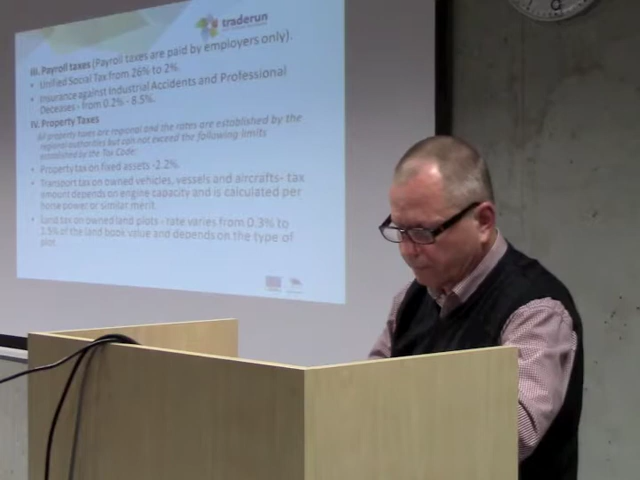 traderun
III. Payroll taxes (Payroll taxes are paid by employers only).
• Unified Social Tax from 26% to 2%.
• Insurance against Industrial Accidents and Professional
Deceases - from 0.2% - 8.5%.
IV. Property Taxes
All property taxes are regional and the rates are established by the
regional authorities but can not exceed the following limits
established by the Tax Code:
• Property tax on fixed assets -2.2%.
• Transport tax on owned vehicles, vessels and aircrafts- tax
amount depends on engine capacity and is calculated per
horse power or similar merit.
• Land tax on owned land plots - rate varies from 0.3% to
1.5% of the land book value and depends on the type of
plot.